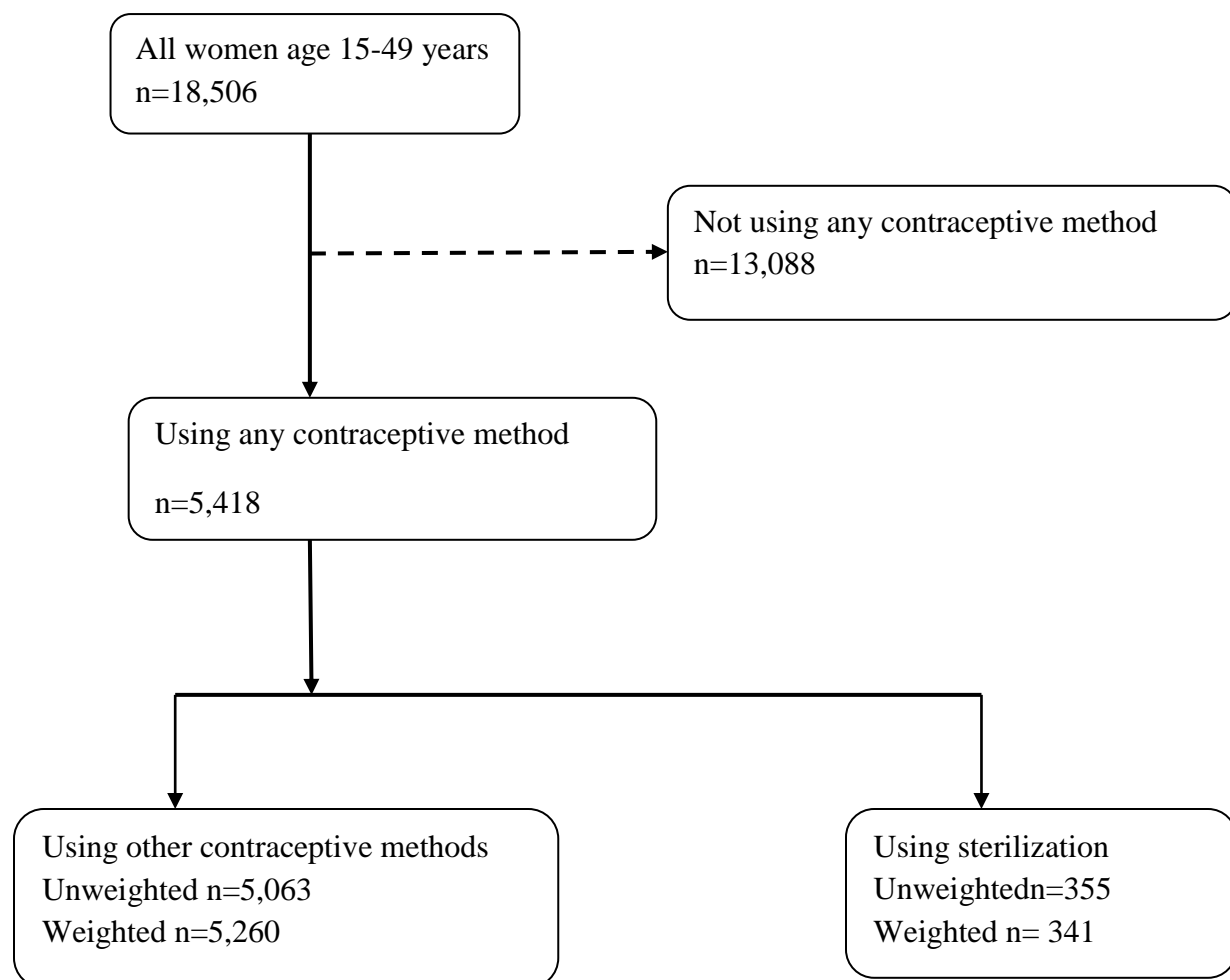 All women age 15-49 years
n=18,506
Not using any contraceptive method
n=13,088
Using any contraceptive method
n=5,418
Using other contraceptive methods
Unweighted n=5,063
Weighted n=5,260
Using sterilization
Unweightedn=355
Weighted n= 341